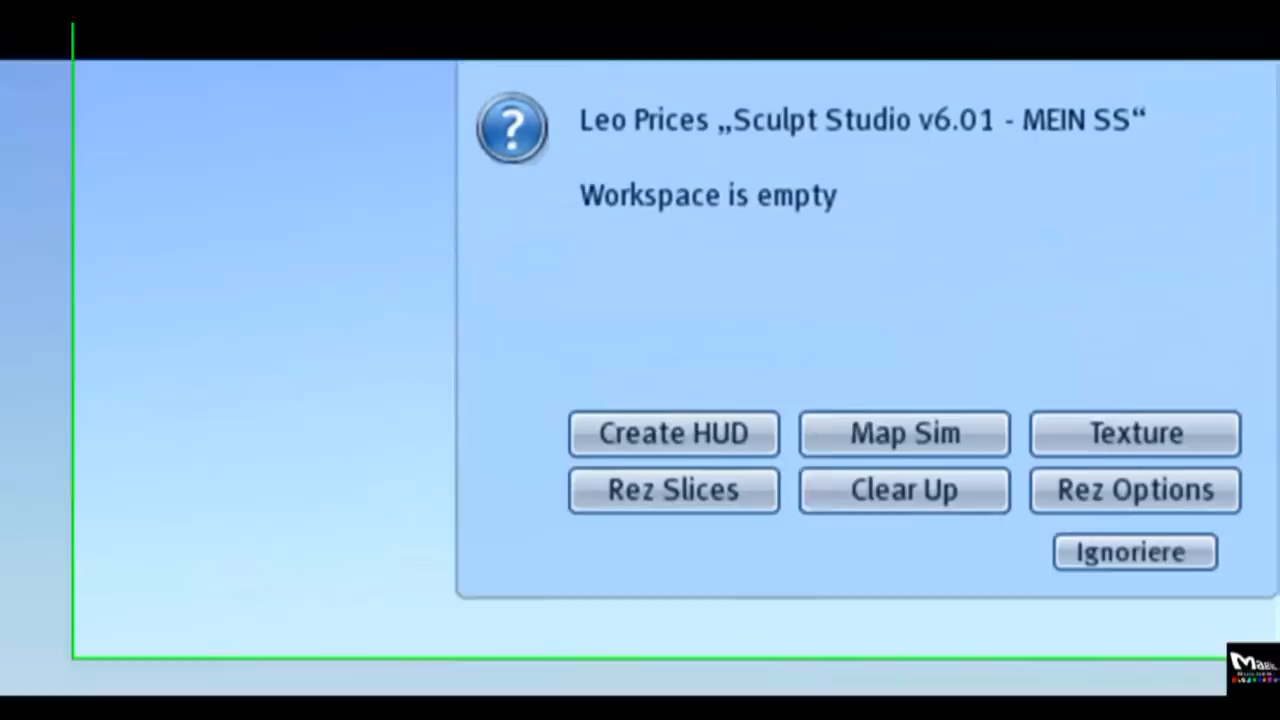 Leo Prices „Sculpt Studio v6.01 - MEIN SS“
Workspace is empty
Create HUD Map Sim Texture
Rez Slices Clear Up Rez Options
Ignoriere
Magic